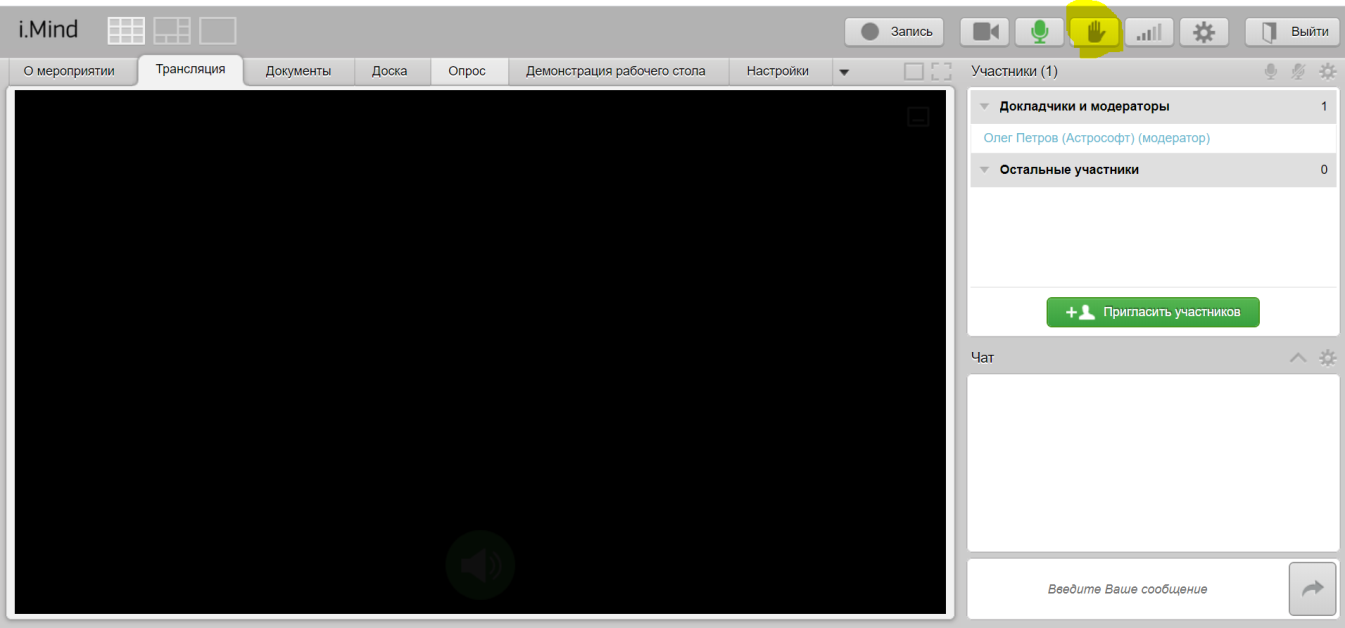 i.Mind
Запись
Выйти
О мероприятии Трансляция Документы Доска Опрос Демонстрация рабочего стола Настройки
Участники (1)
Докладчики и модераторы 1
Олег Петров (Астрософт) (модератор)
Остальные участники 0
Пригласить участников
Чат
Введите Ваше сообщение